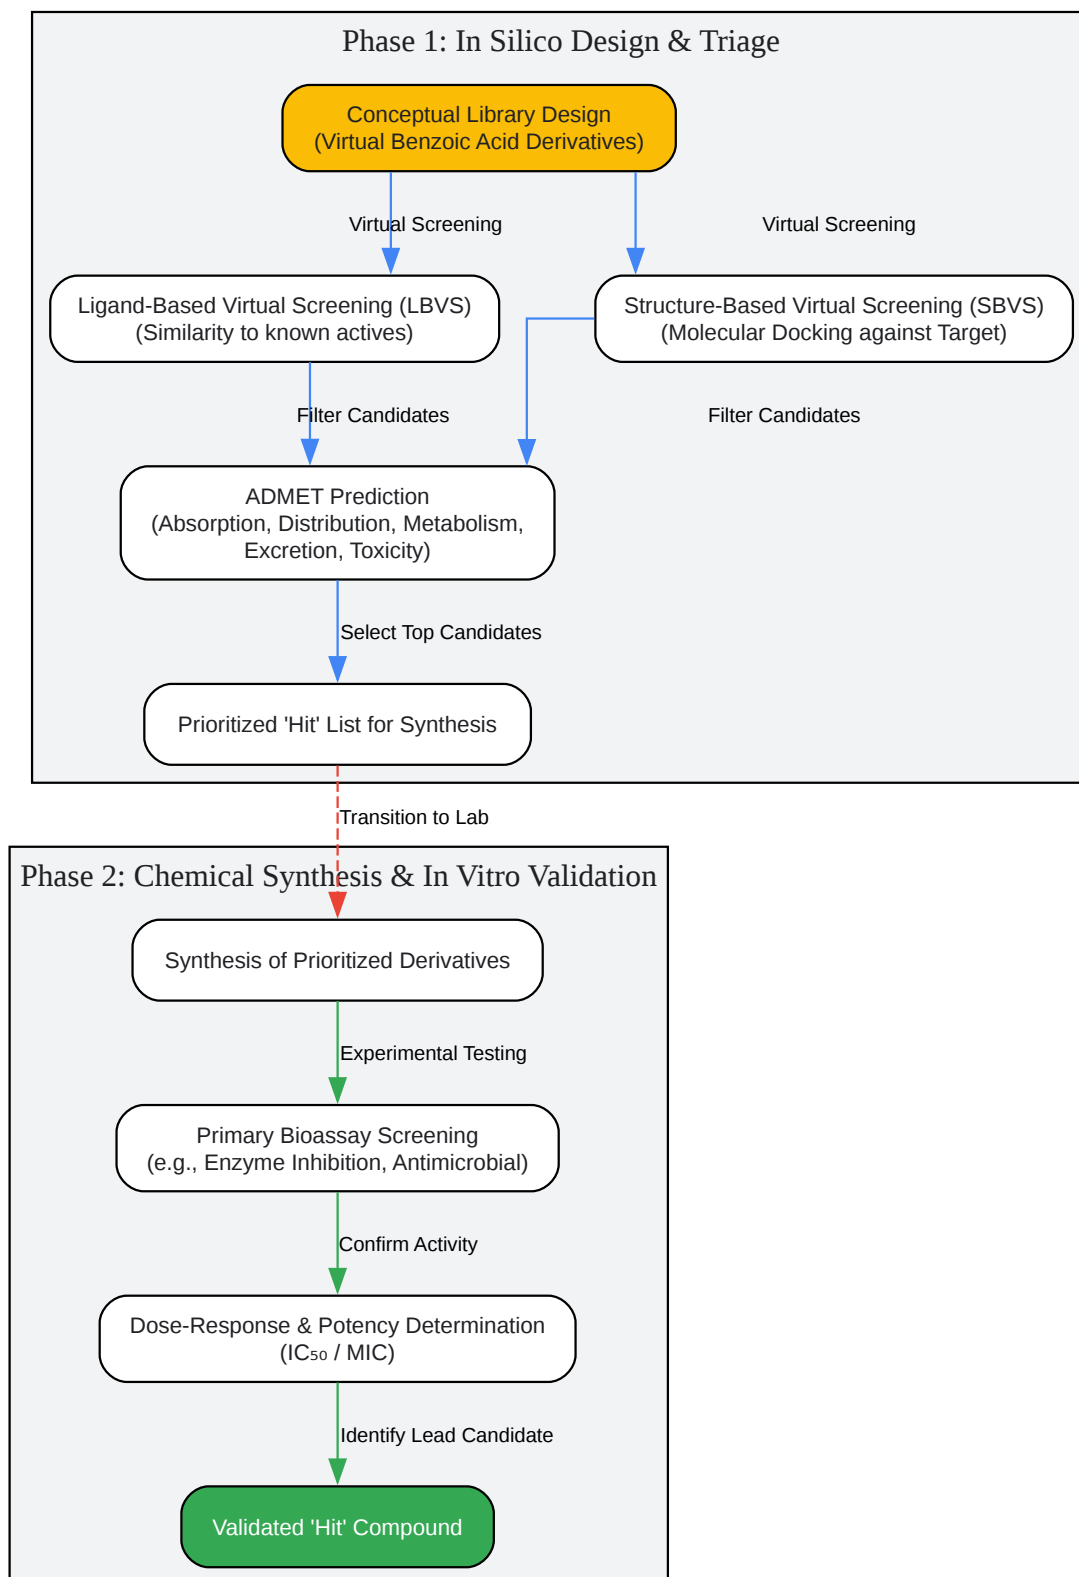 Phase 1: In Silico Design & Triage
Conceptual Library Design
(Virtual Benzoic Acid Derivatives)
Virtual Screening
Virtual Screening
Ligand-Based Virtual Screening (LBVS)
(Similarity to known actives)
Structure-Based Virtual Screening (SBVS)
(Molecular Docking against Target)
Filter Candidates
Filter Candidates
ADMET Prediction
(Absorption, Distribution, Metabolism,
Excretion, Toxicity)
Select Top Candidates
Prioritized 'Hit' List for Synthesis
Transition to Lab
Phase 2: Chemical Synthesis & In Vitro Validation
Synthesis of Prioritized Derivatives
Experimental Testing
Primary Bioassay Screening
(e.g., Enzyme Inhibition, Antimicrobial)
Confirm Activity
Dose-Response & Potency Determination
(IC₅₀ / MIC)
Identify Lead Candidate
Validated 'Hit' Compound